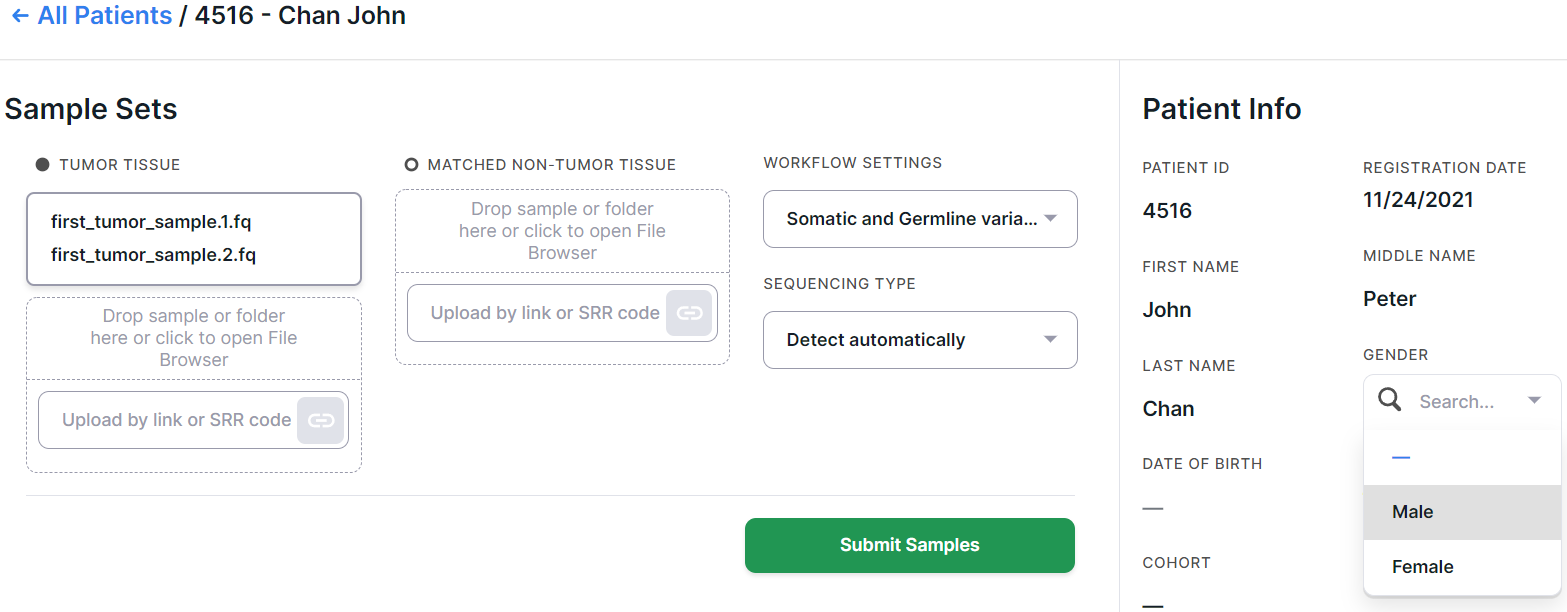 ← All Patients / 4516 - Chan John
Sample Sets
TUMOR TISSUE
first_tumor_sample.1.fq
first_tumor_sample.2.fq
Drop sample or folder
here or click to open File
Browser
Upload by link or SRR code
MATCHED NON-TUMOR TISSUE
Drop sample or folder
here or click to open File
Browser
Upload by link or SRR code
WORKFLOW SETTINGS
Somatic and Germline varia...
SEQUENCING TYPE
Detect automatically
Submit Samples
Patient Info
PATIENT ID
4516
REGISTRATION DATE
11/24/2021
FIRST NAME
John
MIDDLE NAME
Peter
LAST NAME
Chan
GENDER
Search...
—
Male
Female
DATE OF BIRTH
—
COHORT
—